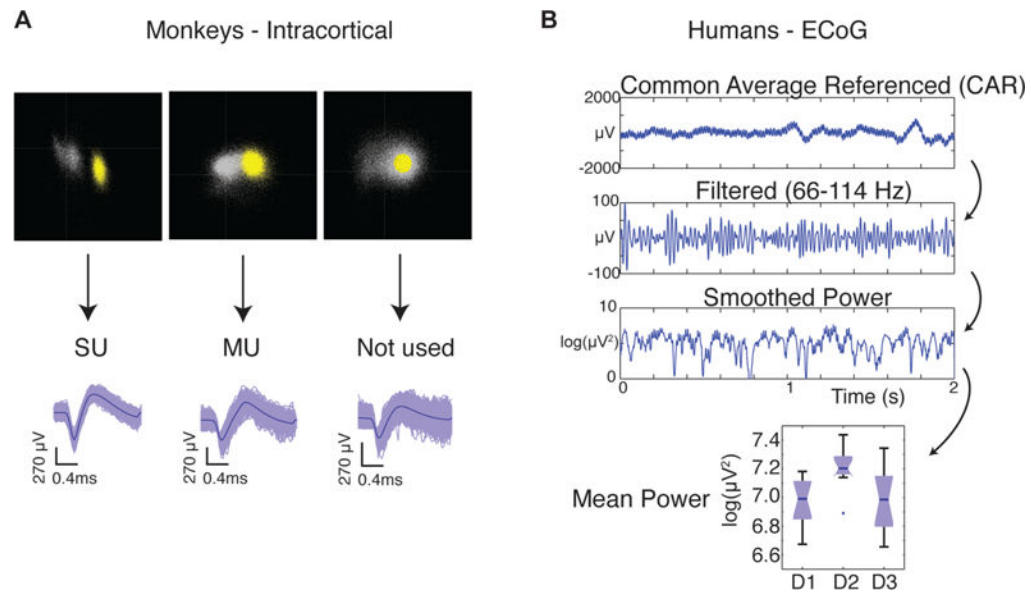 A
Monkeys - Intracortical
SU
MU
Not used
270 µV
0.4ms
270 µV
0.4ms
270 µV
0.4ms
B
Humans - ECoG
Common Average Referenced (CAR)
2000
µV
-2000
Filtered (66-114 Hz)
100
µV
-100
Smoothed Power
10
log(µV²)
0
0 1 2
Time (s)
Mean Power
log(µV²)
7.4
7.2
7.0
6.8
6.6
D1 D2 D3